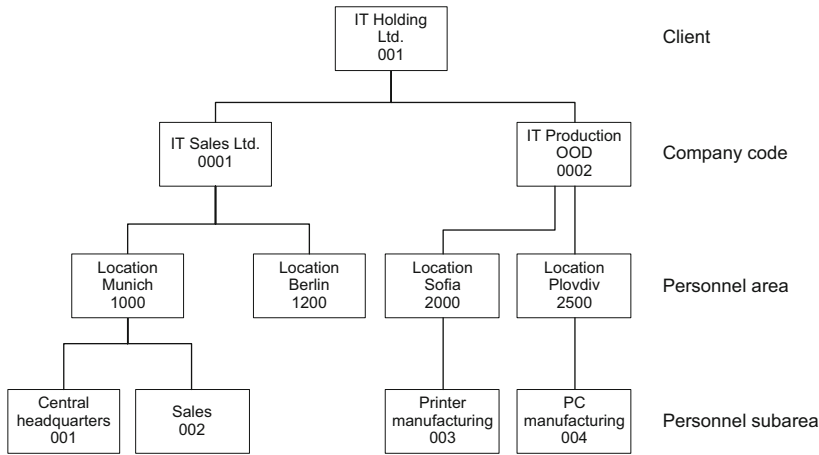 IT Holding
Ltd.
001
Client
IT Sales Ltd.
0001
IT Production
OOD
0002
Company code
Location
Munich
1000
Location
Berlin
1200
Location
Sofia
2000
Location
Plovdiv
2500
Personnel area
Central
headquarters
001
Sales
002
Printer
manufacturing
003
PC
manufacturing
004
Personnel subarea